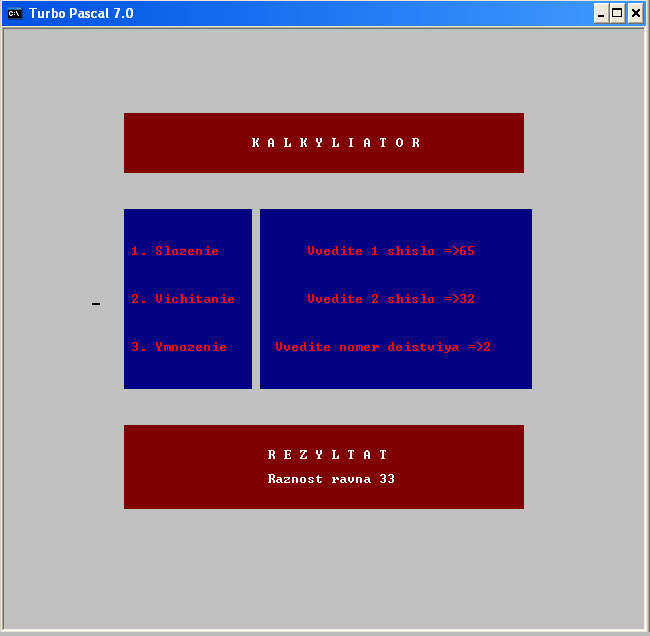 Turbo Pascal 7.0
K A L K Y L I A T O R
1. Slozenie
2. Vichitanie
3. Ymnozenie
Vvedite 1 shislo =>65
Vvedite 2 shislo =>32
Vvedite nomer deistviya =>2
R E Z Y L T A T
Raznost ravna 33